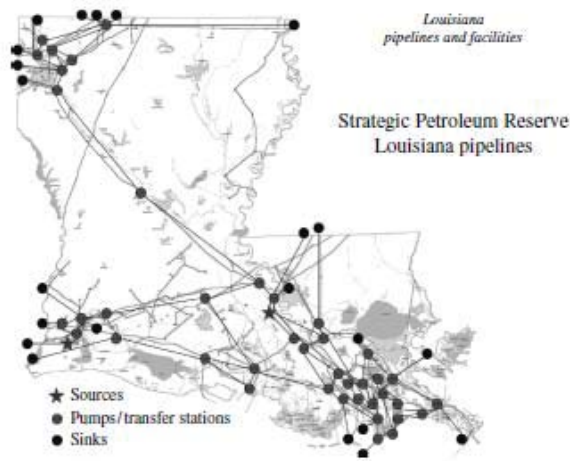 Louisiana
pipelines and facilities
Strategic Petroleum Reserve
Louisiana pipelines
Sources
Pumps/transfer stations
Sinks